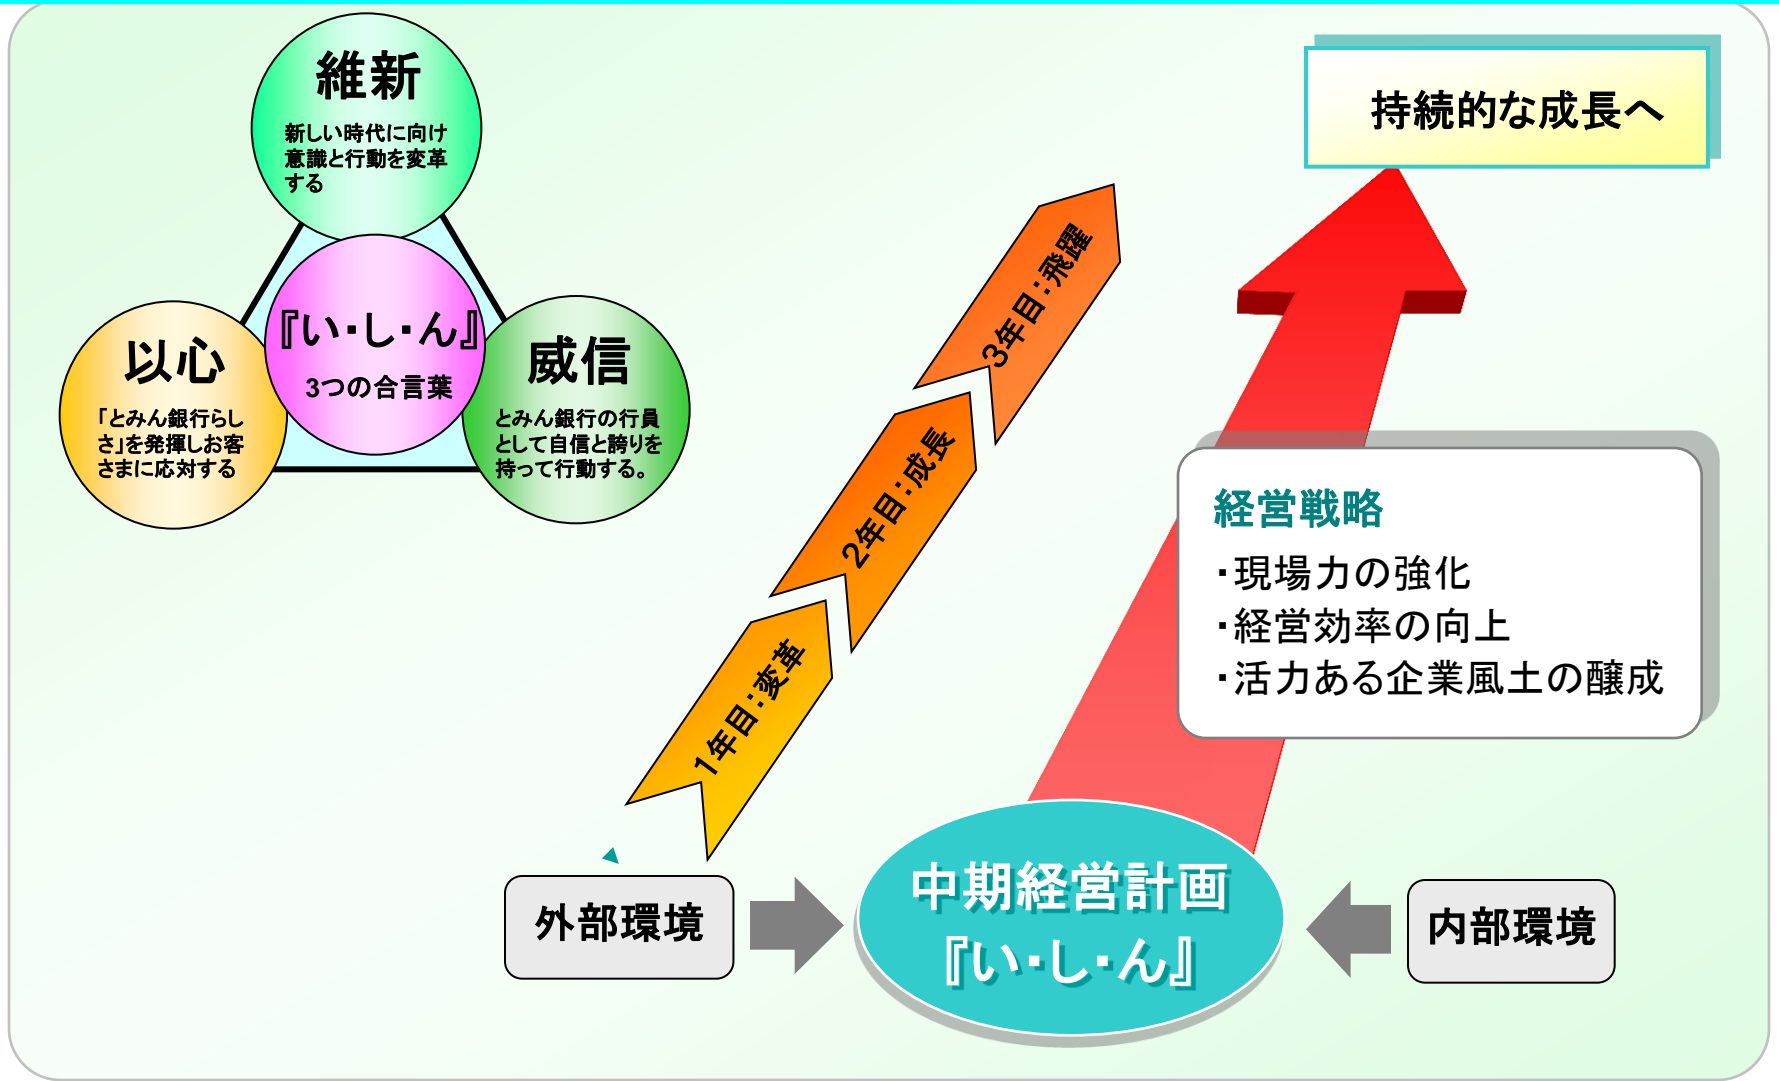 維新
新しい時代に向け
意識と行動を変革
する
『い・し・ん』
3つの合言葉
以心
「とみん銀行らし
さ」を発揮しお客
さまに応対する
威信
とみん銀行の行員
として自信と誇りを
持って行動する。
持続的な成長へ
3年目：飛躍
2年目：成長
1年目：変革
経営戦略
・現場力の強化
・経営効率の向上
・活力ある企業風土の醸成
外部環境
中期経営計画
『い・し・ん』
内部環境